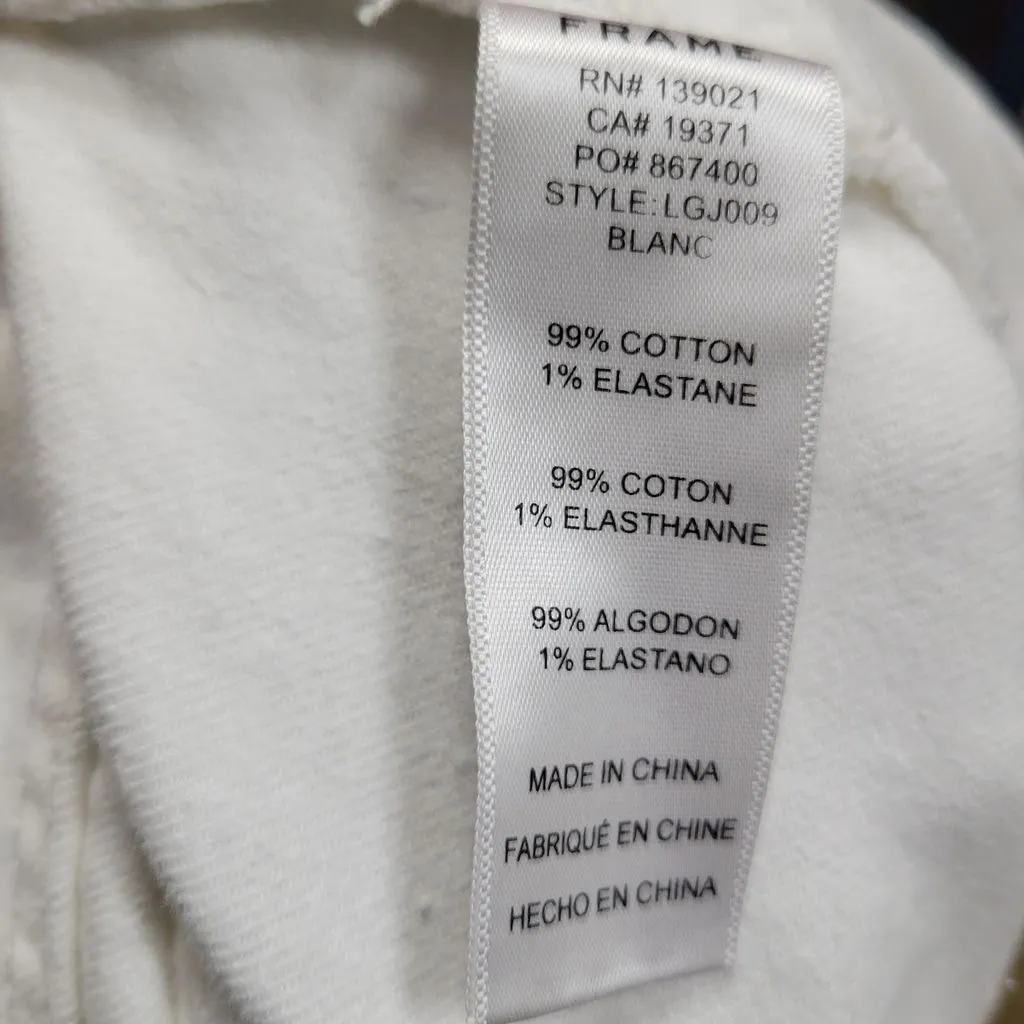 FRAME
RN# 139021
CA# 19371
PO# 867400
STYLE: LGJ009
BLANC
99% COTTON
1% ELASTANE
99% COTON
1% ELASTHANNE
99% ALGODON
1% ELASTANO
MADE IN CHINA
FABRIQUÉ EN CHINE
HECHO EN CHINA